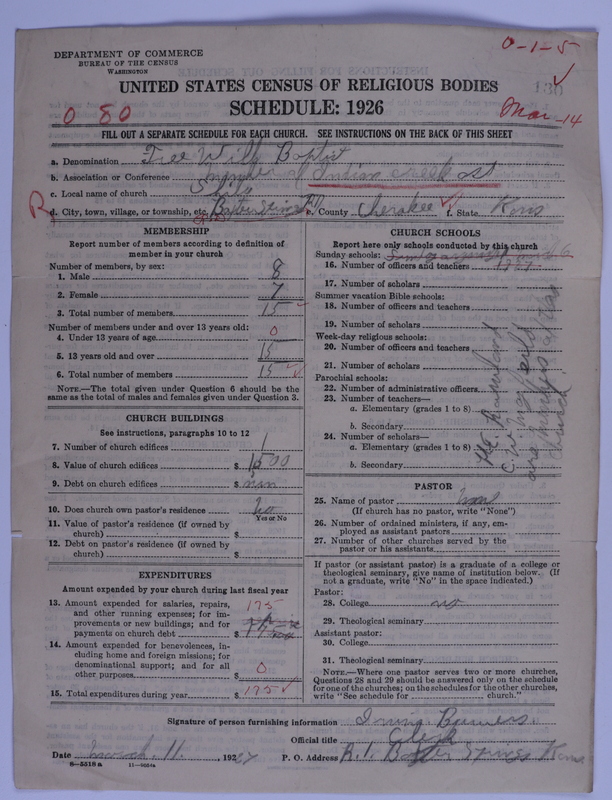 0-1-5
DEPARTMENT OF COMMERCE
BUREAU OF THE CENSUS
WASHINGTON
130
UNITED STATES CENSUS OF RELIGIOUS BODIES
SCHEDULE: 1926
0 80
Mar-14
FILL OUT A SEPARATE SCHEDULE FOR EACH CHURCH. SEE INSTRUCTIONS ON THE BACK OF THIS SHEET
a. Denomination Free Will Baptist
b. Association or Conference member of Indian creek
c. Local name of church
d. City, town, village, or township, etc. e. County Cherokee f. State Kans
MEMBERSHIP
Report number of members according to definition of member in your church
Number of members, by sex:
1. Male 8
2. Female 7
3. Total number of members 15
Number of members under and over 13 years old:
4. Under 13 years of age 0
5. 13 years old and over 15
6. Total number of members 15
NOTE.—The total given under Question 6 should be the same as the total of males and females given under Question 3.
CHURCH BUILDINGS
See instructions, paragraphs 10 to 12
7. Number of church edifices 1
8. Value of church edifices $ 1500
9. Debt on church edifices $ non
10. Does church own pastor's residence no
Yes or No
11. Value of pastor's residence (if owned by church) $
12. Debt on pastor's residence (if owned by church) $
EXPENDITURES
Amount expended by your church during last fiscal year
13. Amount expended for salaries, repairs, and other running expenses; for improvements or new buildings; and for payments on church debt $ 175
14. Amount expended for benevolences, including home and foreign missions; for denominational support; and for all other purposes $ 0
15. Total expenditures during year $ 175
CHURCH SCHOOLS
Report here only schools conducted by this church
Sunday schools:
16. Number of officers and teachers
17. Number of scholars
Summer vacation Bible schools:
18. Number of officers and teachers
19. Number of scholars
Week-day religious schools:
20. Number of officers and teachers
21. Number of scholars
Parochial schools:
22. Number of administrative officers
23. Number of teachers—
a. Elementary (grades 1 to 8)
b. Secondary
24. Number of scholars—
a. Elementary (grades 1 to 8)
b. Secondary
PASTOR
25. Name of pastor
(If church has no pastor, write "None")
26. Number of ordained ministers, if any, employed as assistant pastors
27. Number of other churches served by the pastor or his assistants
If pastor (or assistant pastor) is a graduate of a college or theological seminary, give name of institution below. (If not a graduate, write "No" in the space indicated.)
Pastor:
28. College no
29. Theological seminary
Assistant pastor:
30. College
31. Theological seminary
NOTE.—Where one pastor serves two or more churches, Questions 28 and 29 should be answered only on the schedule for one of the churches; on the schedules for the other churches, write "See schedule for church."
Signature of person furnishing information
Official title Clerk
Date March 11, 1927 P. O. Address R. 1. Baxter Springs Kans
8-5518 a 11-9054a